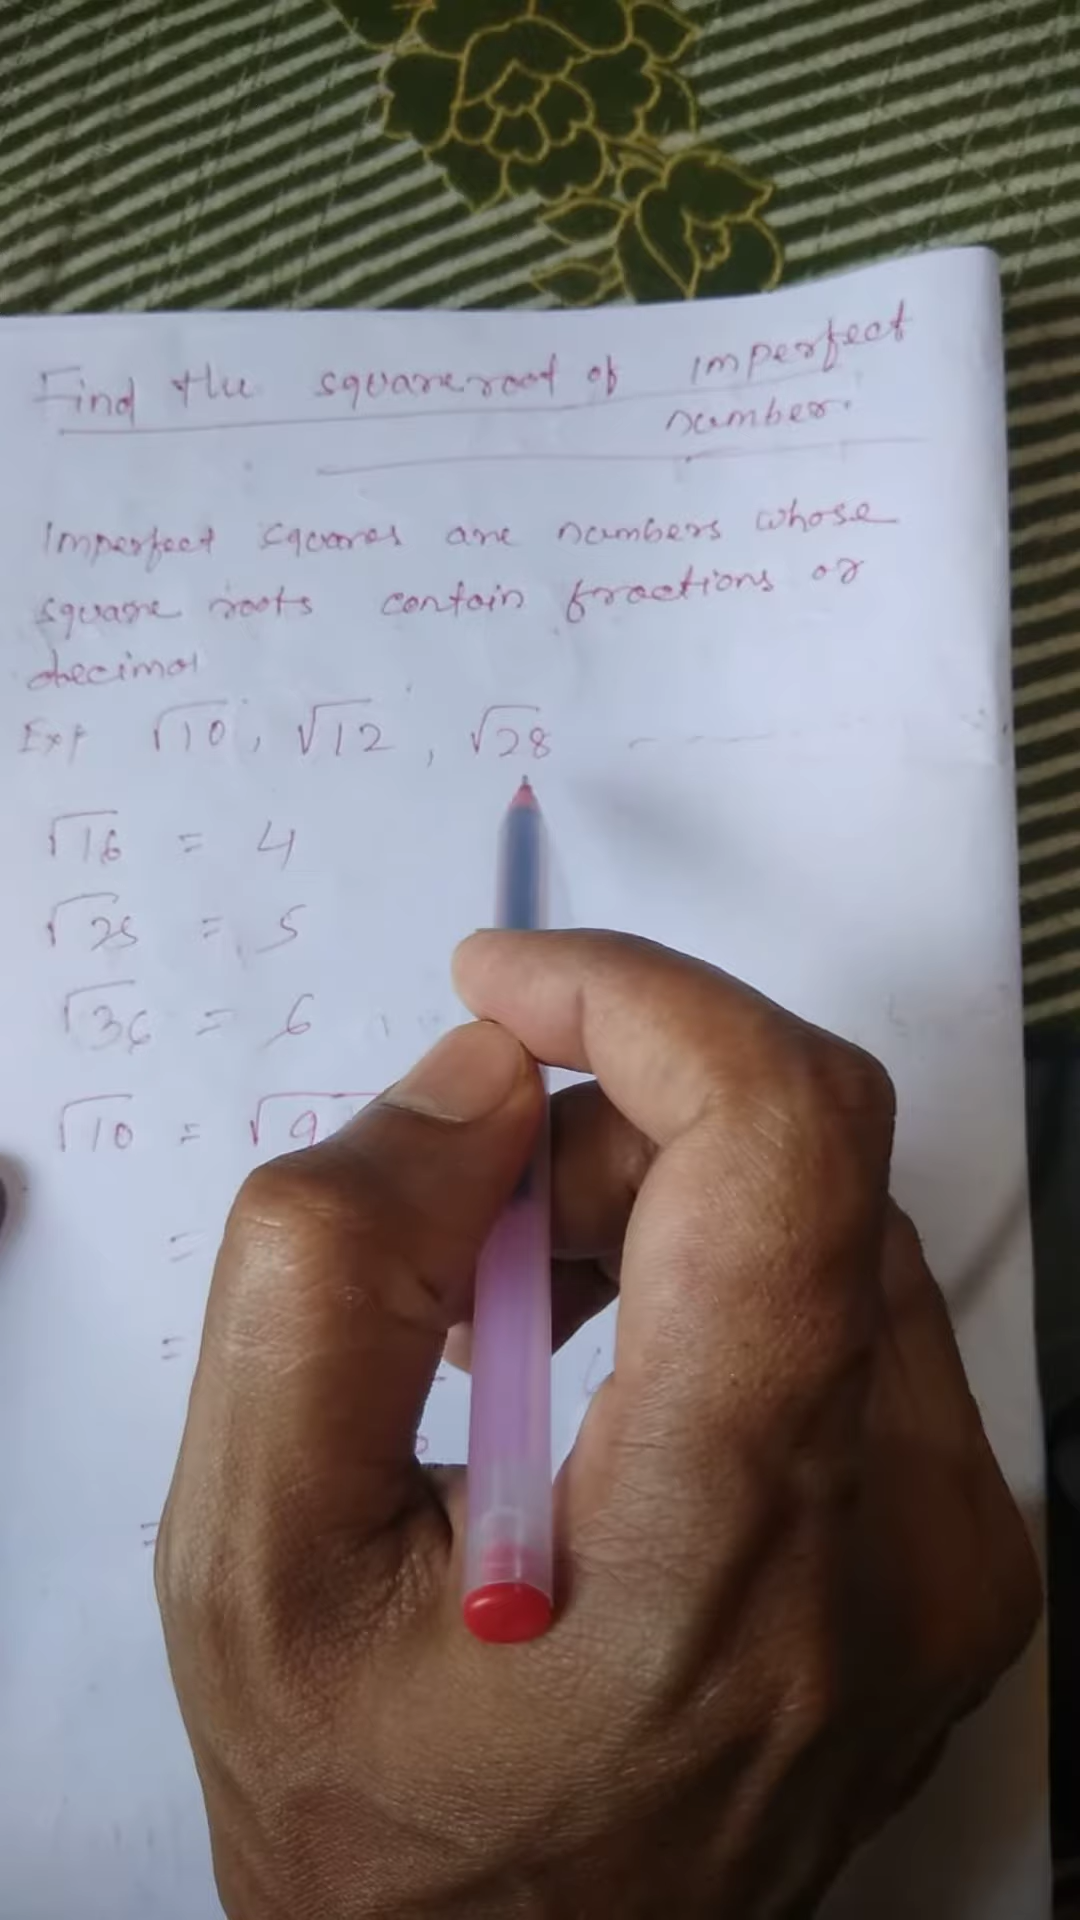 Find the squareroot of imperfect
number.
Imperfect squares are numbers whose
square roots contain fractions or
decimal
Exp √10, √12, √28 -----
√16 = 4
√25 = 5
√36 = 6
√10 = √9
=
=
=